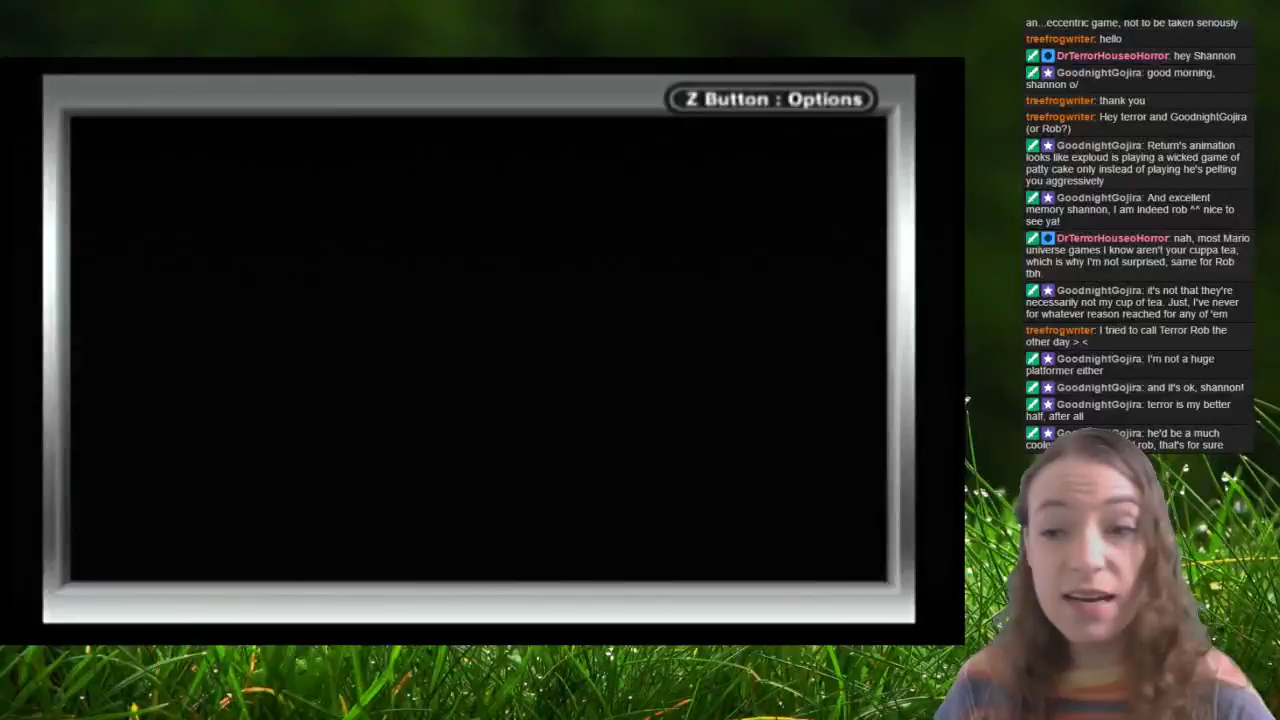 Z Button : Options
an...eccentric game, not to be taken seriously
treefrogwriter: hello
DrTerrorHouseoHorror: hey Shannon
GoodnightGojira: good morning,
shannon o/
treefrogwriter: thank you
treefrogwriter: Hey terror and GoodnightGojira
(or Rob?)
GoodnightGojira: Return's animation
looks like exploud is playing a wicked game of
patty cake only instead of playing he's pelting
you aggressively
GoodnightGojira: And excellent
memory shannon, I am indeed rob ^^ nice to
see ya!
DrTerrorHouseoHorror: nah, most Mario
universe games I know aren't your cuppa tea,
which is why I'm not surprised, same for Rob
tbh.
GoodnightGojira: it's not that they're
necessarily not my cup of tea. Just, I've never
for whatever reason reached for any of 'em
treefrogwriter: I tried to call Terror Rob the
other day > <
GoodnightGojira: I'm not a huge
platformer either
GoodnightGojira: and it's ok, shannon!
GoodnightGojira: terror is my better
half, after all
GoodnightGojira: he'd be a much
rob, that's for sure